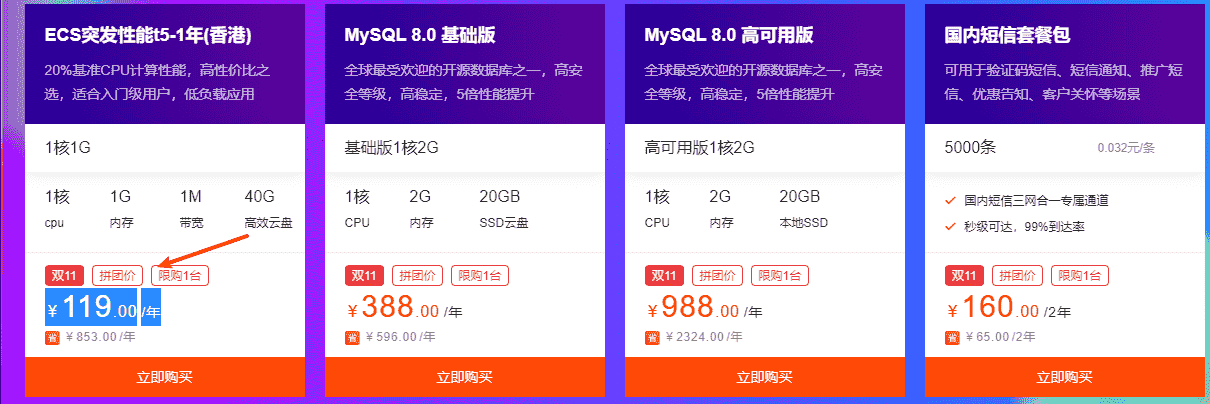 ECS突发性能t5-1年(香港)
20%基准CPU计算性能，高性价比之
选，适合入门级用户，低负载应用
1核1G
1核 1G 1M 40G
cpu 内存 带宽 高效云盘
双11 拼团价 限购1台
¥119.00/年
省 ¥853.00/年
立即购买
MySQL 8.0 基础版
全球最受欢迎的开源数据库之一，高安
全等级，高稳定，5倍性能提升
基础版1核2G
1核 2G 20GB
CPU 内存 SSD云盘
双11 拼团价 限购1台
¥388.00/年
省 ¥596.00/年
立即购买
MySQL 8.0 高可用版
全球最受欢迎的开源数据库之一，高安
全等级，高稳定，5倍性能提升
高可用版1核2G
1核 2G 20GB
CPU 内存 本地SSD
双11 拼团价 限购1台
¥988.00/年
省 ¥2324.00/年
立即购买
国内短信套餐包
可用于验证码短信、短信通知、推广短
信、优惠告知、客户关怀等场景
5000条 0.032元/条
国内短信三网合一专属通道
秒级可达，99%到达率
双11 拼团价 限购1台
¥160.00/2年
省 ¥65.00/2年
立即购买